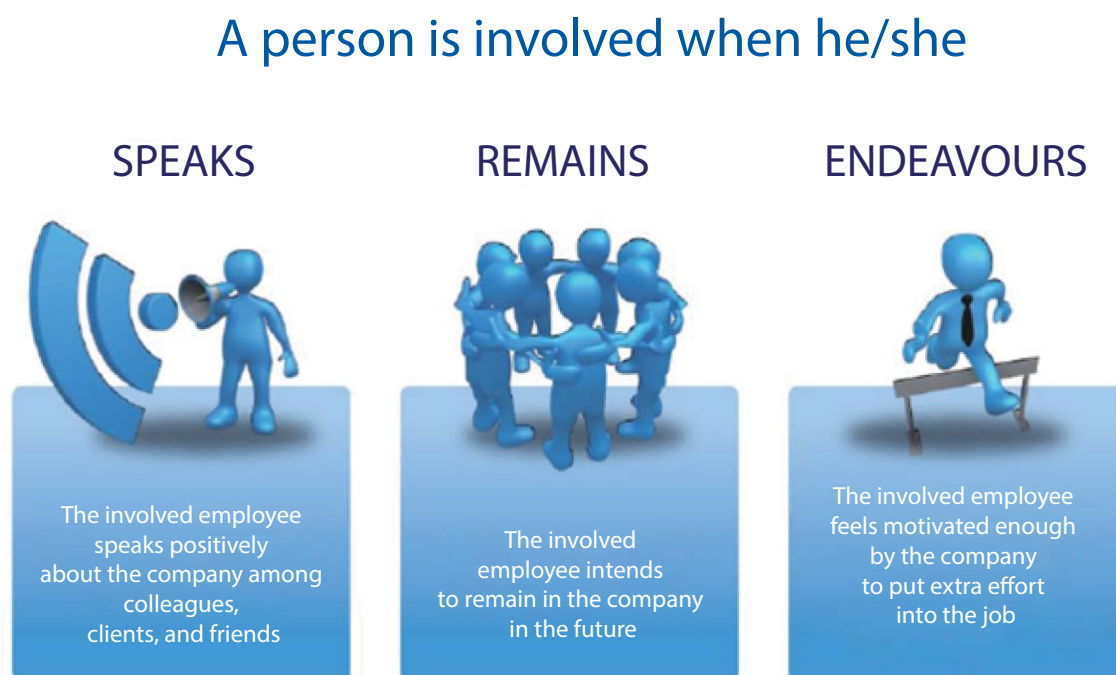 A person is involved when he/she
SPEAKS
REMAINS
ENDEAVOURS
The involved employee
speaks positively
about the company among
colleagues,
clients, and friends
The involved
employee intends
to remain in the company
in the future
The involved employee
feels motivated enough
by the company
to put extra effort
into the job